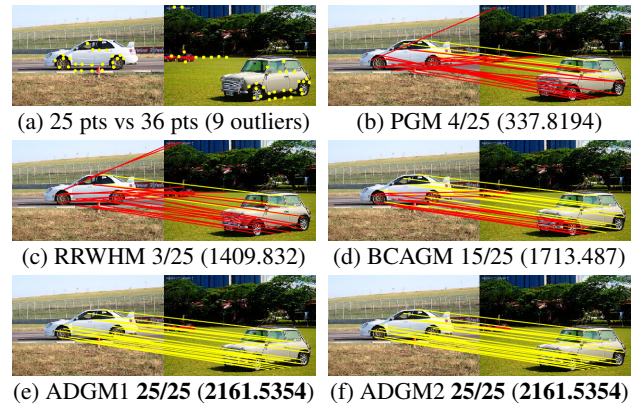 (a) 25 pts vs 36 pts (9 outliers)
(b) PGM 4/25 (337.8194)
(c) RRWHM 3/25 (1409.832)
(d) BCAGM 15/25 (1713.487)
(e) ADGM1 25/25 (2161.5354)
(f) ADGM2 25/25 (2161.5354)